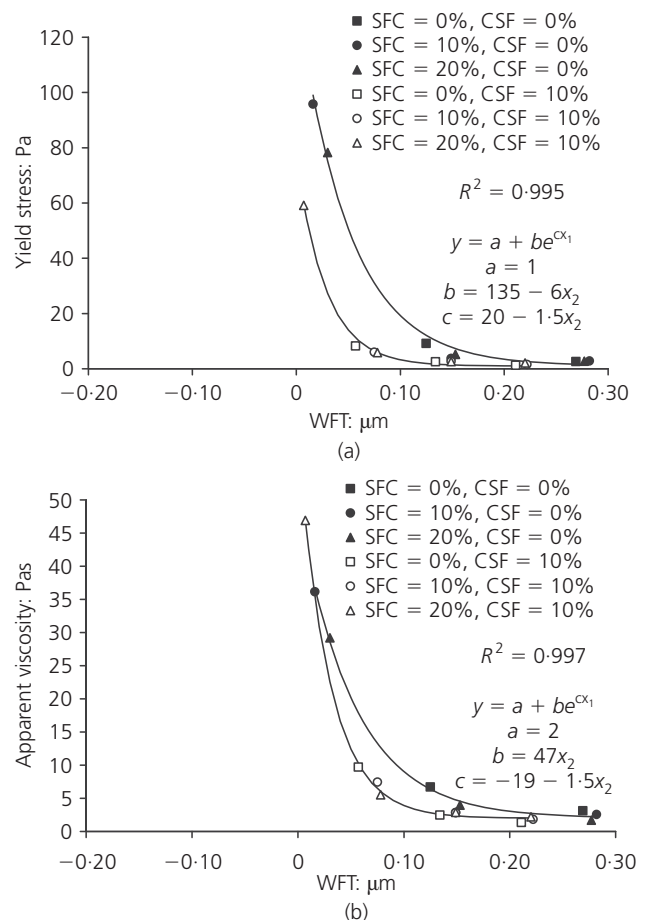 ■ SFC = 0%, CSF = 0%
● SFC = 10%, CSF = 0%
▲ SFC = 20%, CSF = 0%
□ SFC = 0%, CSF = 10%
○ SFC = 10%, CSF = 10%
△ SFC = 20%, CSF = 10%
120
100
80
60
40
20
0
Yield stress: Pa
R² = 0·995
y = a + be^{cx₁}
a = 1
b = 135 − 6x₂
c = 20 − 1·5x₂
−0·20 −0·10 0 0·10 0·20 0·30
WFT: μm
(a)
■ SFC = 0%, CSF = 0%
● SFC = 10%, CSF = 0%
▲ SFC = 20%, CSF = 0%
□ SFC = 0%, CSF = 10%
○ SFC = 10%, CSF = 10%
△ SFC = 20%, CSF = 10%
50
45
40
35
30
25
20
15
10
5
0
Apparent viscosity: Pas
R² = 0·997
y = a + be^{cx₁}
a = 2
b = 47x₂
c = −19 − 1·5x₂
−0·20 −0·10 0 0·10 0·20 0·30
WFT: μm
(b)